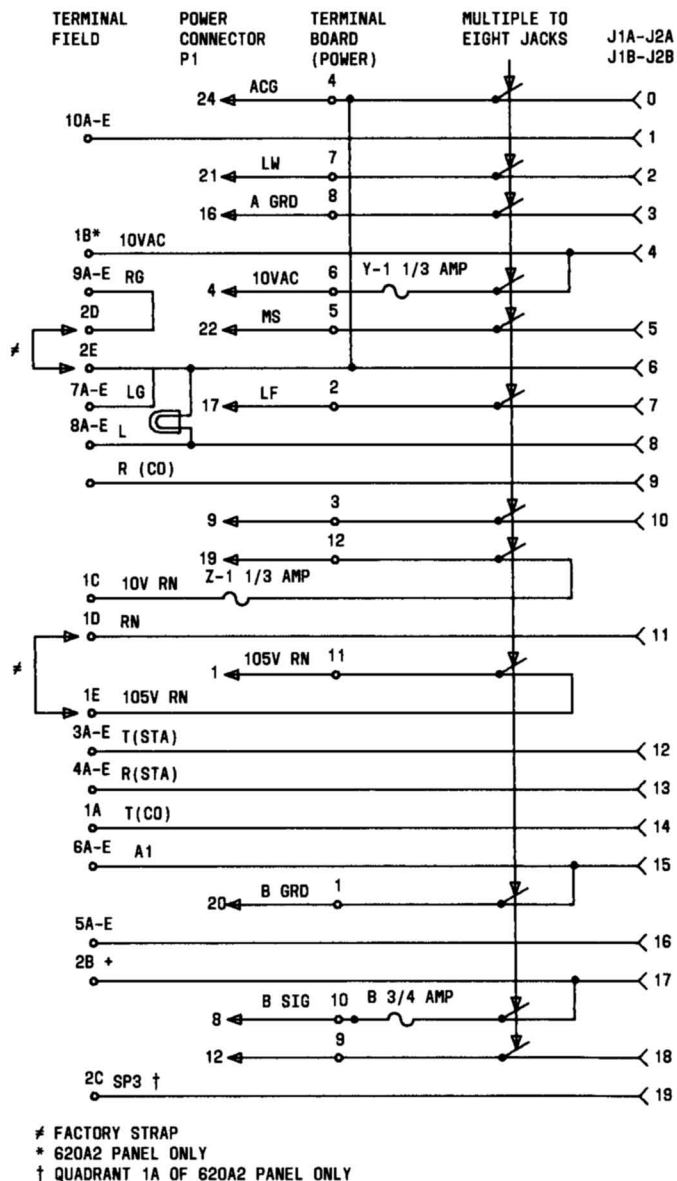 TERMINAL FIELD
POWER CONNECTOR P1
TERMINAL BOARD (POWER)
MULTIPLE TO EIGHT JACKS
J1A-J2A
J1B-J2B
24 ACG 4 0
10A-E 1
21 LW 7 2
16 A GRD 8 3
1B* 10VAC 4
9A-E RG 4 10VAC 6 Y-1 1/3 AMP
2D 22 MS 5 5
≠
2E 6
7A-E LG 17 LF 2 7
8A-E L 8
R (CO) 9
9 3 10
19 12
1C 10V RN Z-1 1/3 AMP
1D RN 11
≠
1 105V RN 11
1E 105V RN
3A-E T(STA) 12
4A-E R(STA) 13
1A T(CO) 14
6A-E A1 15
20 B GRD 1
5A-E 16
2B + 17
8 B SIG 10 B 3/4 AMP
12 9 18
2C SP3 † 19
≠ FACTORY STRAP
* 620A2 PANEL ONLY
† QUADRANT 1A OF 620A2 PANEL ONLY